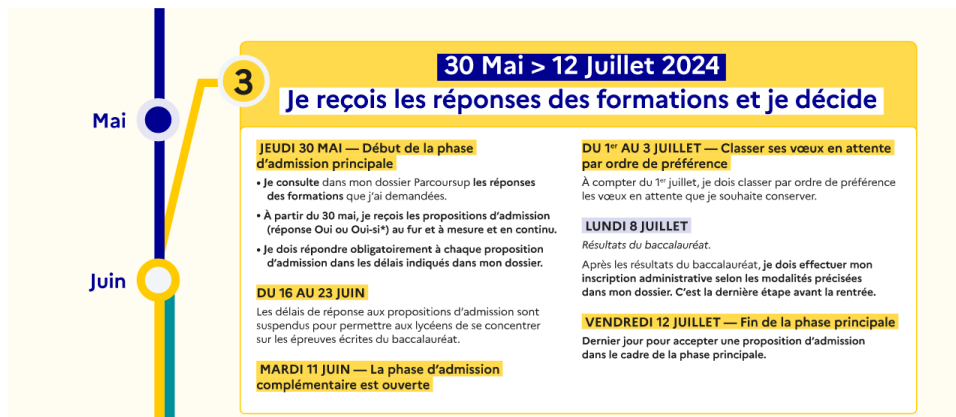 Mai
Juin
3
30 Mai > 12 Juillet 2024
Je reçois les réponses des formations et je décide
JEUDI 30 MAI — Début de la phase
d’admission principale
• Je consulte dans mon dossier Parcoursup les réponses
des formations que j’ai demandées.
• À partir du 30 mai, je reçois les propositions d’admission
(réponse Oui ou Oui-si*) au fur et à mesure et en continu.
• Je dois répondre obligatoirement à chaque proposition
d’admission dans les délais indiqués dans mon dossier.
DU 16 AU 23 JUIN
Les délais de réponse aux propositions d’admission sont
suspendus pour permettre aux lycéens de se concentrer
sur les épreuves écrites du baccalauréat.
MARDI 11 JUIN — La phase d’admission
complémentaire est ouverte
DU 1er AU 3 JUILLET — Classer ses vœux en attente
par ordre de préférence
À compter du 1er juillet, je dois classer par ordre de préférence
les vœux en attente que je souhaite conserver.
LUNDI 8 JUILLET
Résultats du baccalauréat.
Après les résultats du baccalauréat, je dois effectuer mon
inscription administrative selon les modalités précisées
dans mon dossier. C’est la dernière étape avant la rentrée.
VENDREDI 12 JUILLET — Fin de la phase principale
Dernier jour pour accepter une proposition d’admission
dans le cadre de la phase principale.